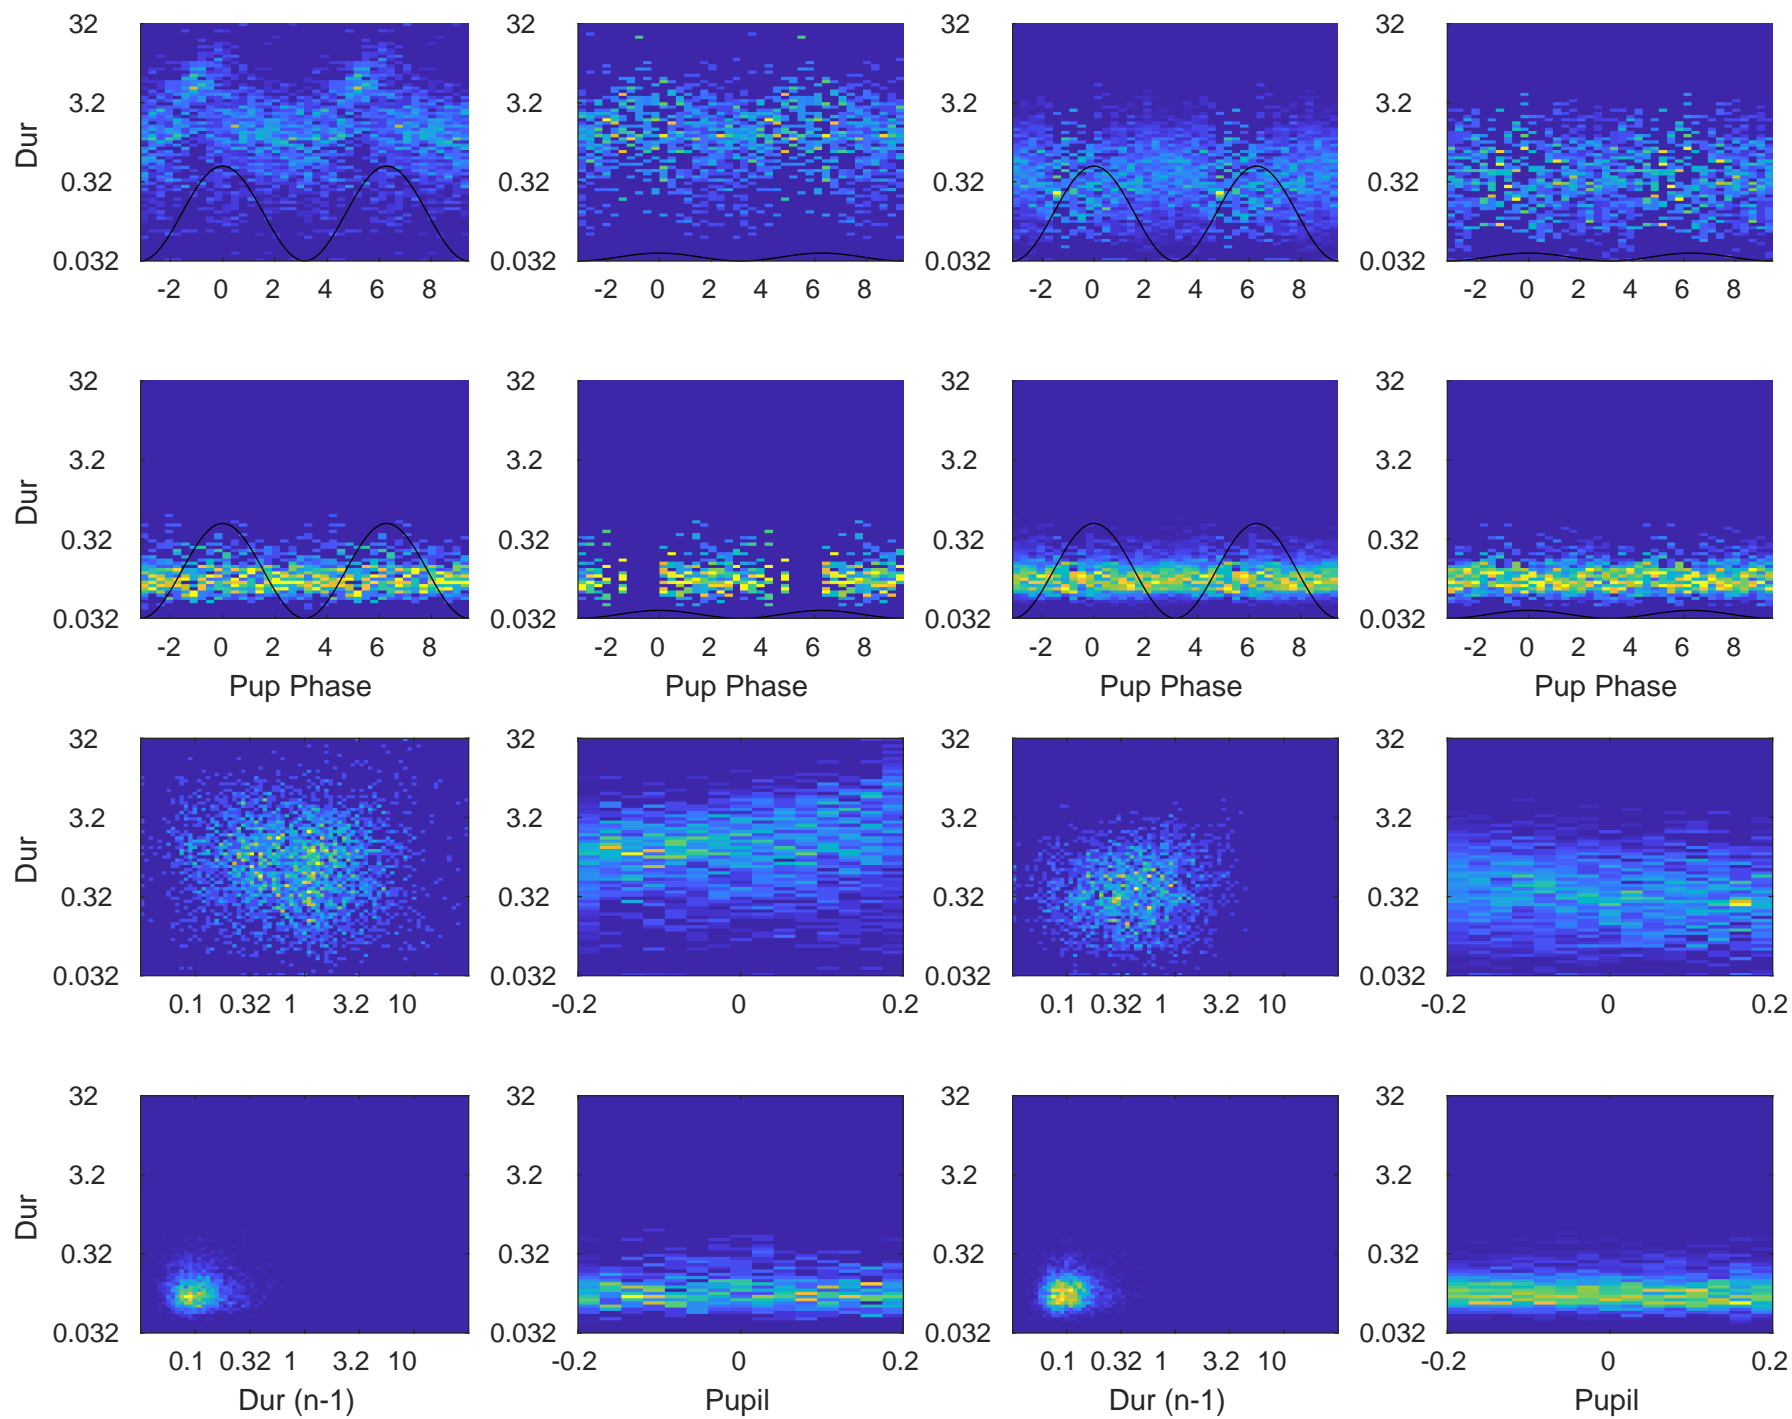 32 32 32 32
3.2 3.2 3.2 3.2
Dur
0.32 0.32 0.32 0.32
0.032 0.032 0.032 0.032
-2 0 2 4 6 8 -2 0 2 4 6 8 -2 0 2 4 6 8 -2 0 2 4 6 8
32 32 32 32
3.2 3.2 3.2 3.2
Dur
0.32 0.32 0.32 0.32
0.032 0.032 0.032 0.032
-2 0 2 4 6 8 -2 0 2 4 6 8 -2 0 2 4 6 8 -2 0 2 4 6 8
Pup Phase Pup Phase Pup Phase Pup Phase
32 32 32 32
3.2 3.2 3.2 3.2
Dur
0.32 0.32 0.32 0.32
0.032 0.032 0.032 0.032
0.1 0.32 1 3.2 10 -0.2 0 0.2 0.1 0.32 1 3.2 10 -0.2 0 0.2
32 32 32 32
3.2 3.2 3.2 3.2
Dur
0.32 0.32 0.32 0.32
0.032 0.032 0.032 0.032
0.1 0.32 1 3.2 10 -0.2 0 0.2 0.1 0.32 1 3.2 10 -0.2 0 0.2
Dur (n-1) Pupil Dur (n-1) Pupil